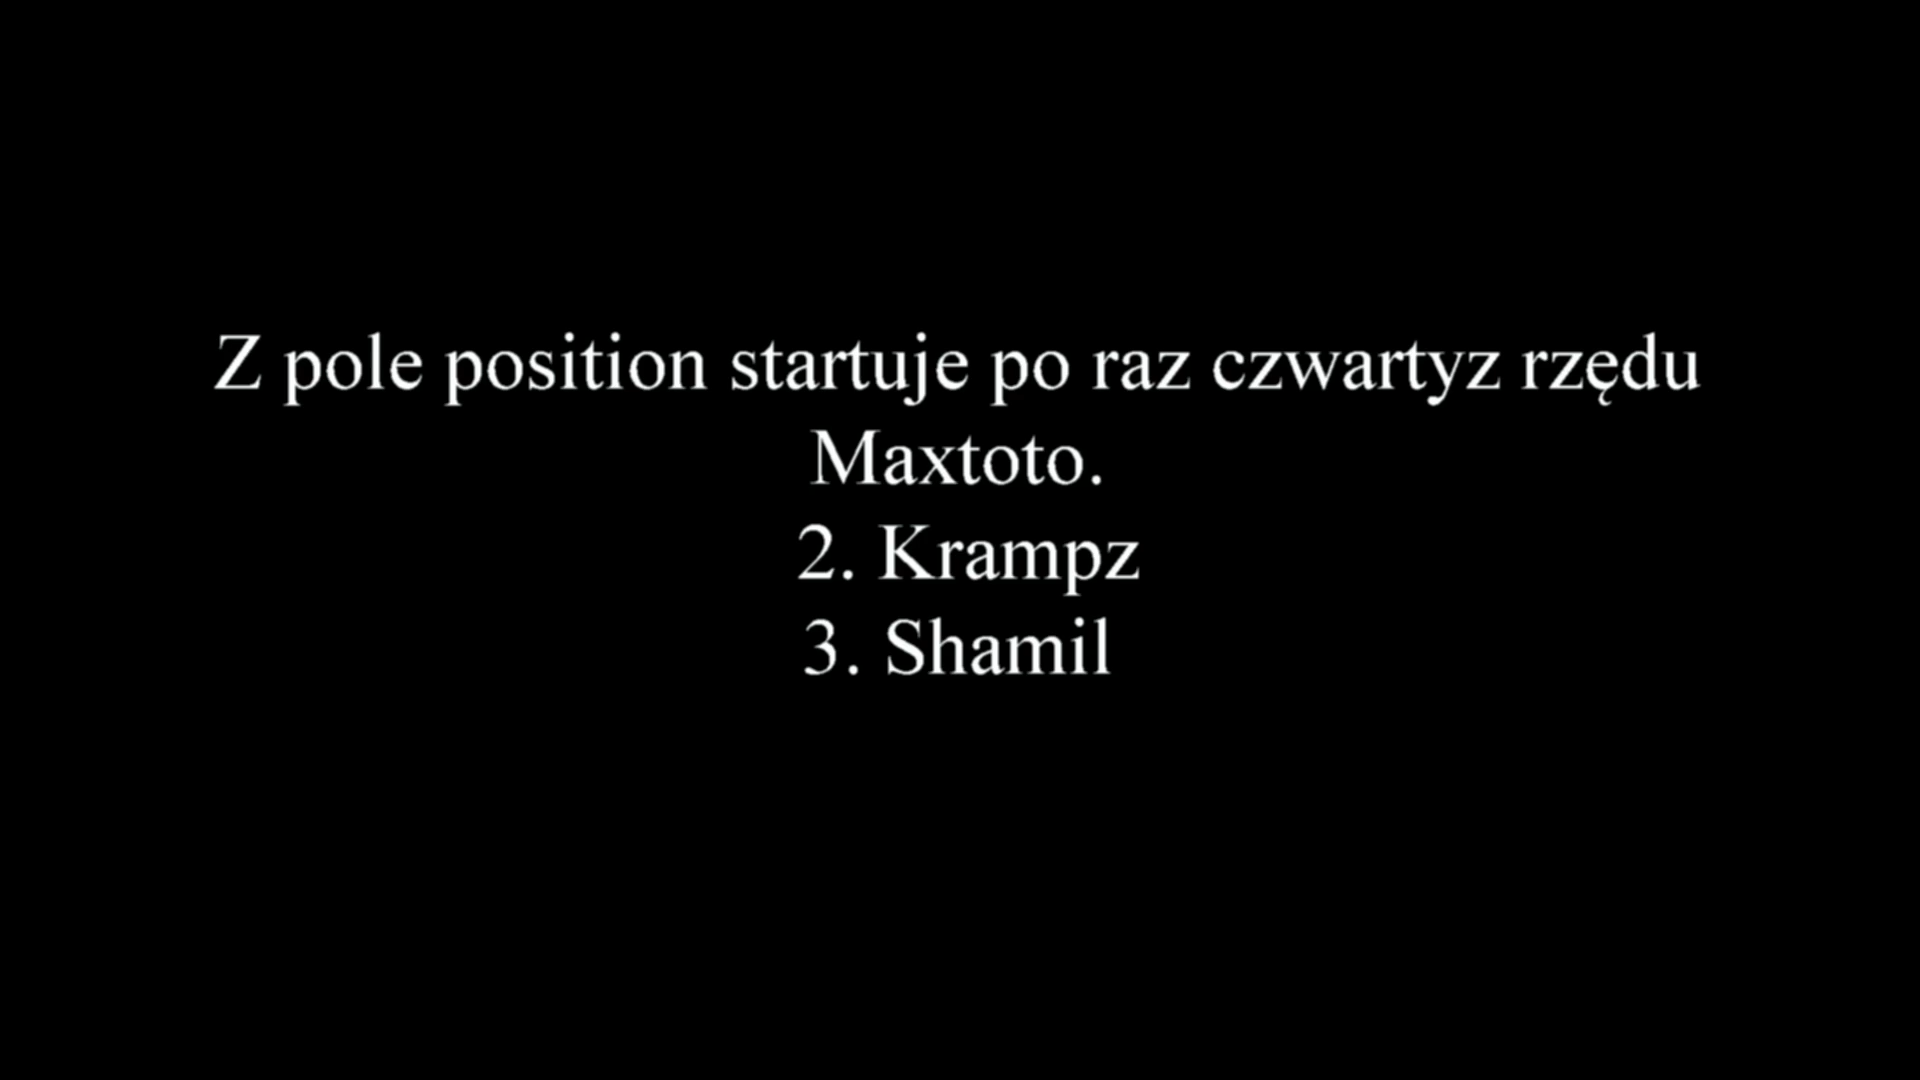 Z pole position startuje po raz czwartyz rzędu
Maxtoto.
2. Krampz
3. Shamil